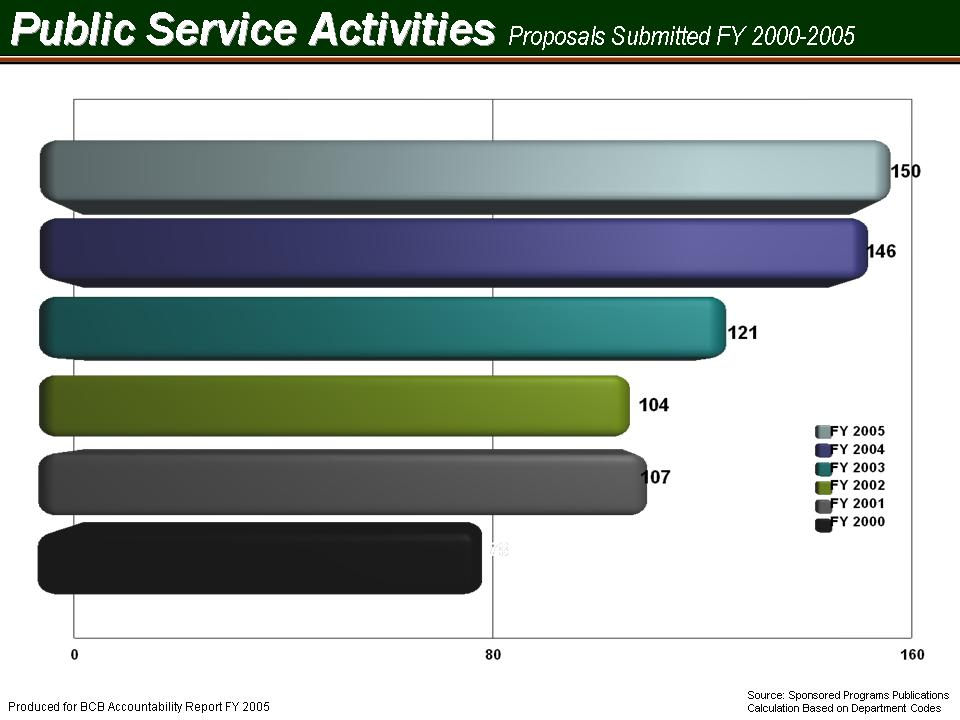 Public Service Activities Proposals Submitted FY 2000-2005
150
146
121
104
107
78
FY 2005
FY 2004
FY 2003
FY 2002
FY 2001
FY 2000
0 80 160
Produced for BCB Accountability Report FY 2005
Source: Sponsored Programs Publications
Calculation Based on Department Codes